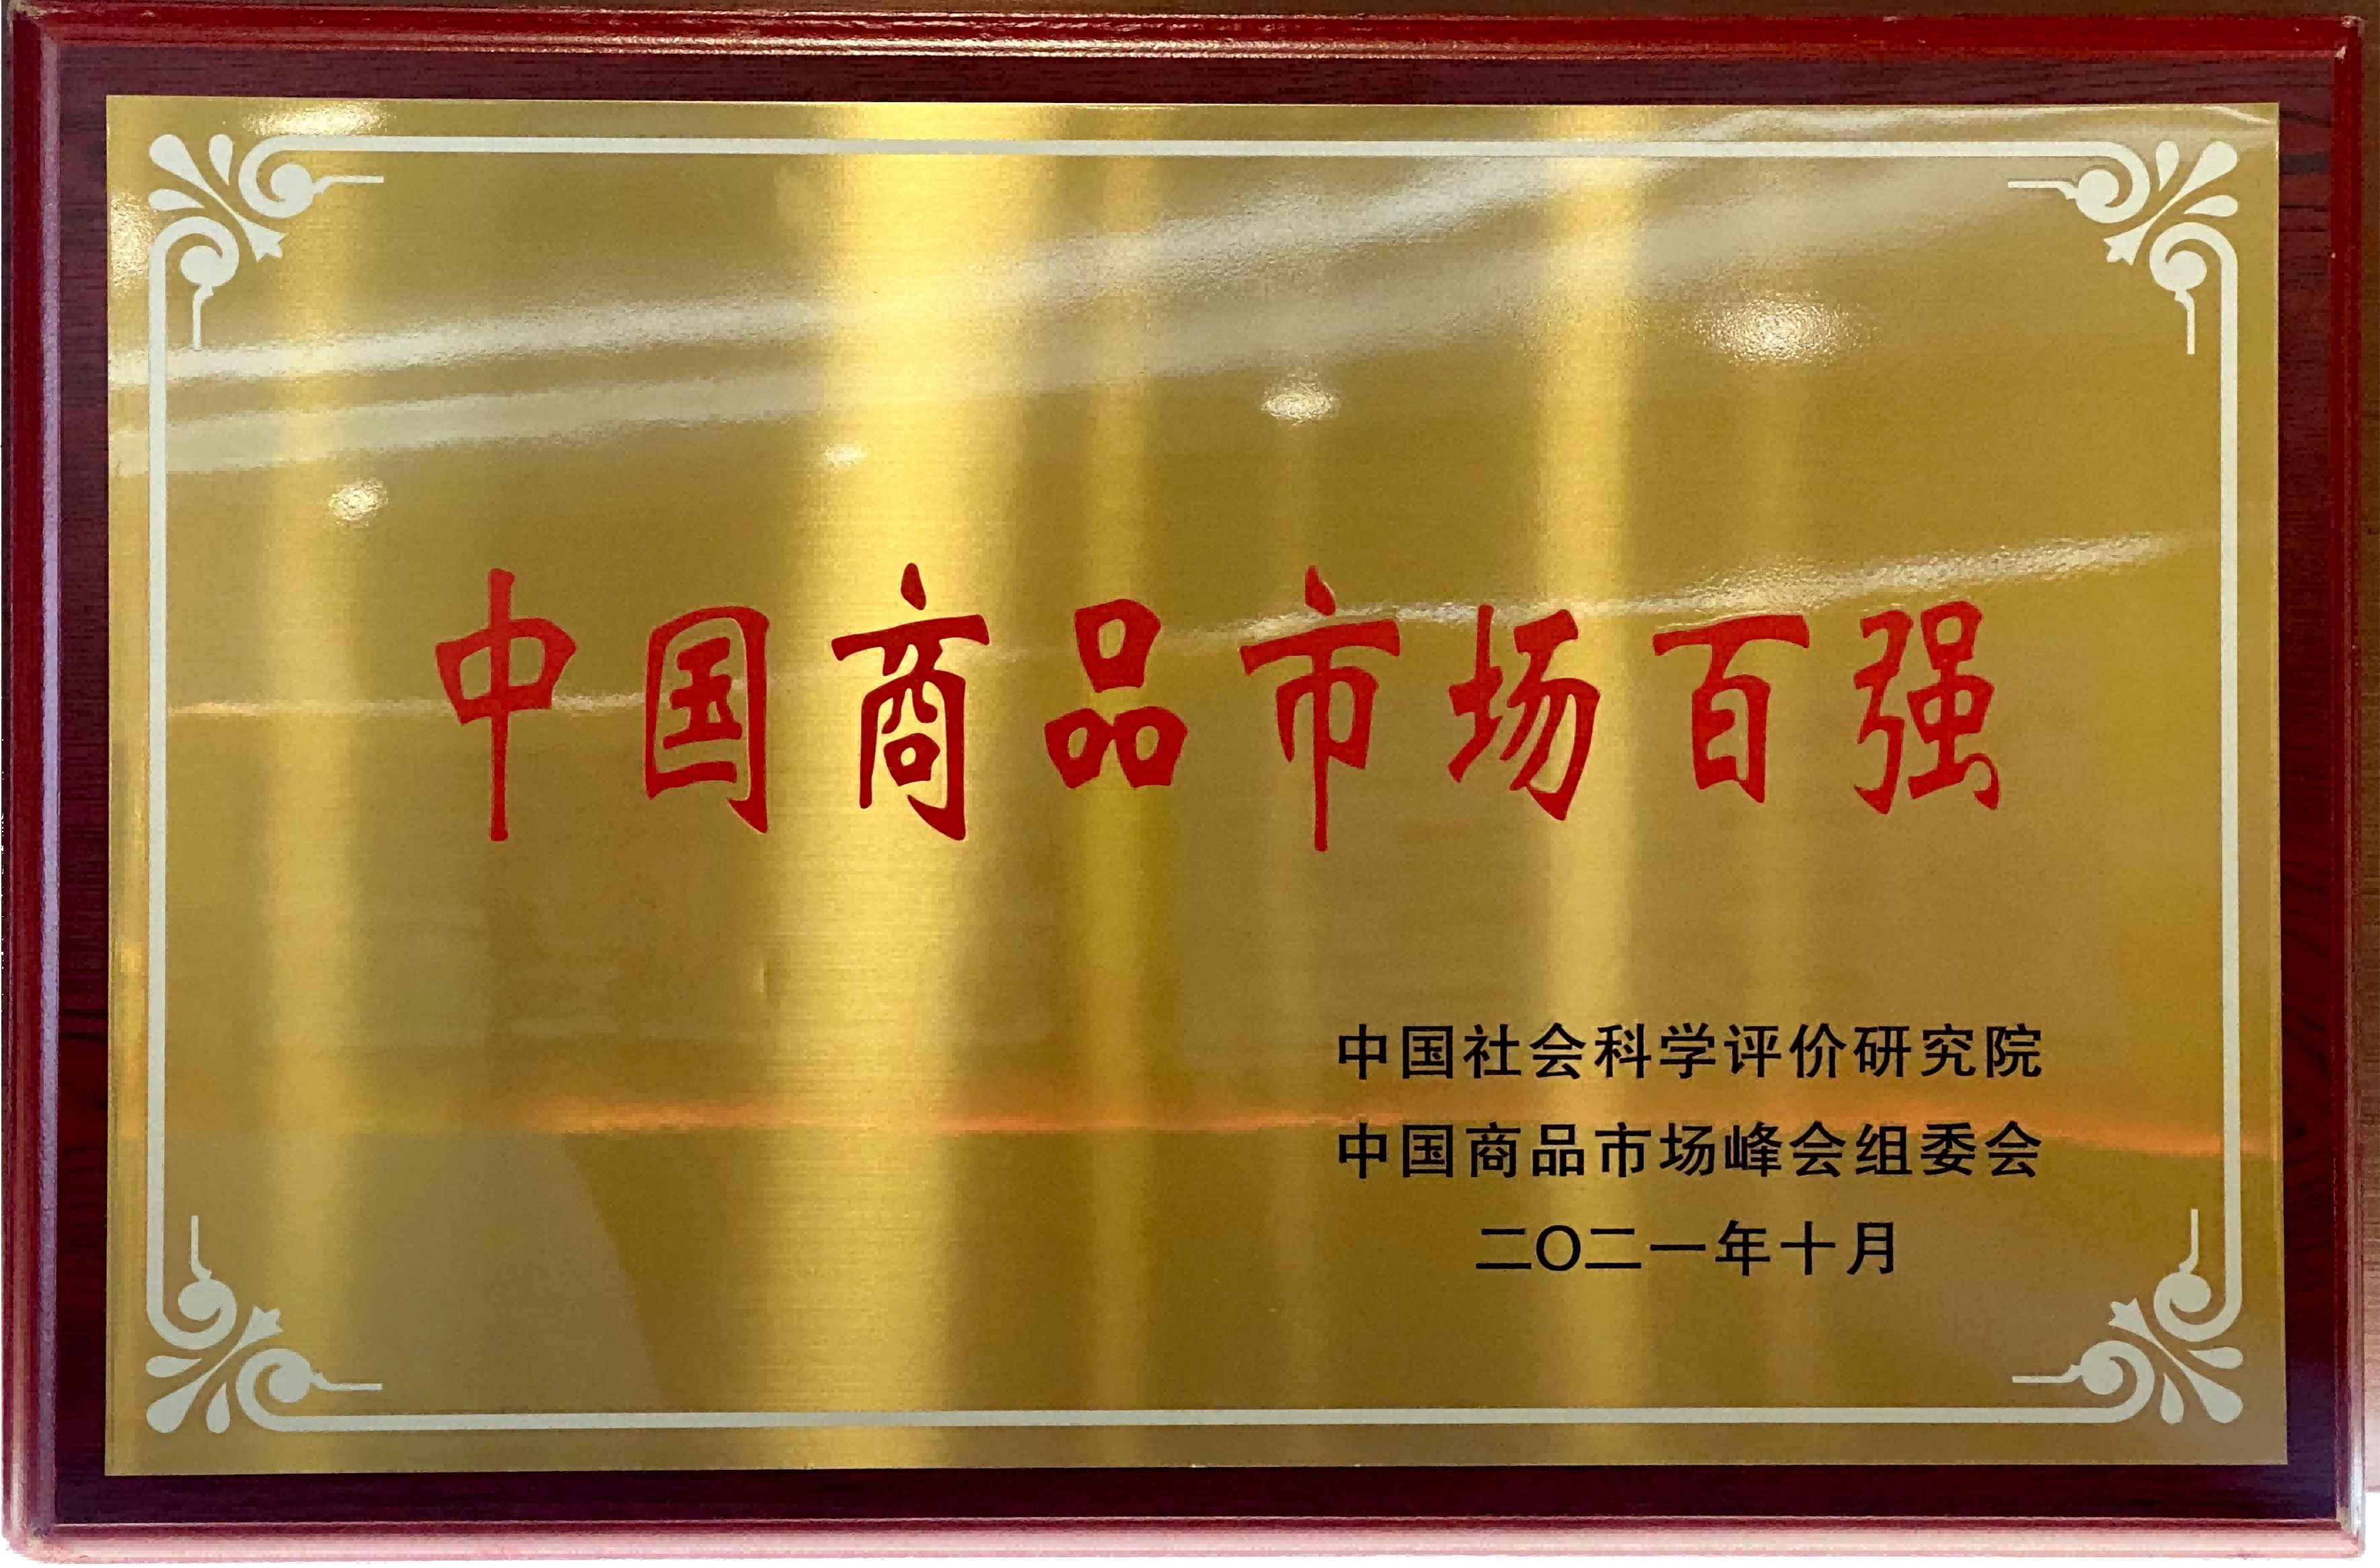 中国商品市场百强
中国社会科学评价研究院
中国商品市场峰会组委会
二〇二一年十月